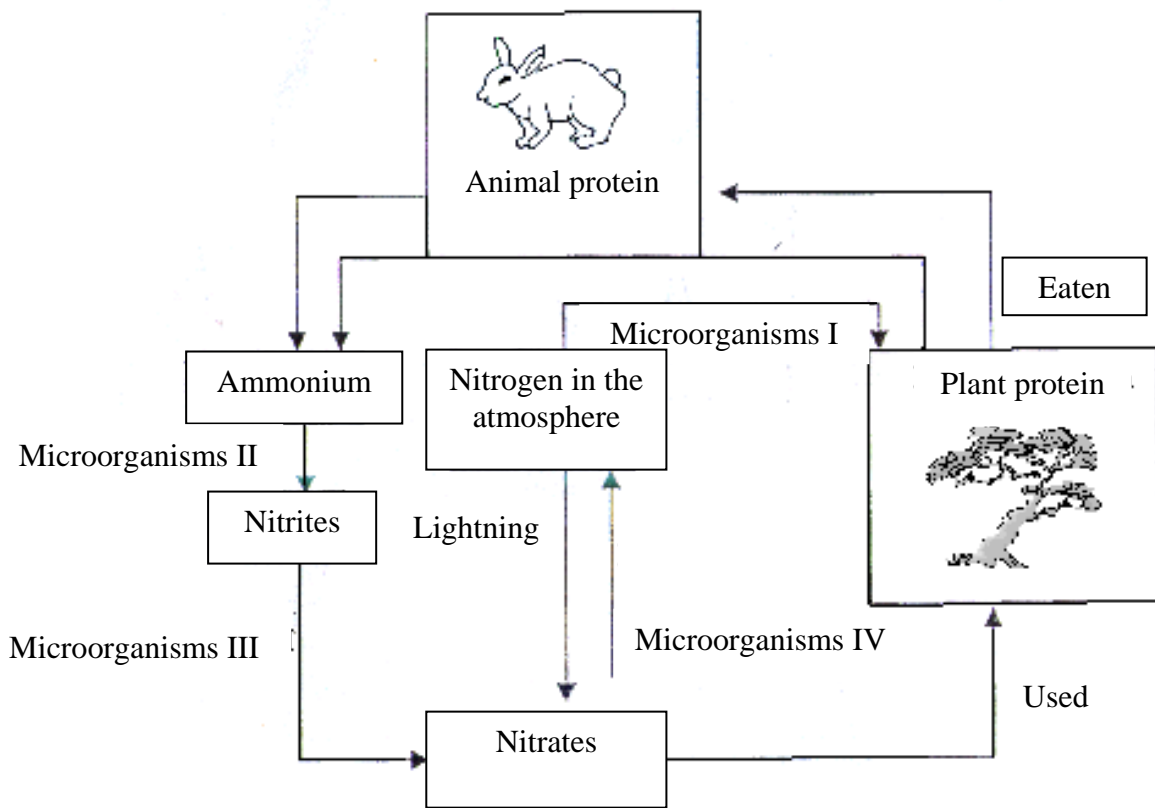 Animal protein
Eaten
Microorganisms I
Ammonium
Nitrogen in the
atmosphere
Plant protein
Microorganisms II
Nitrites
Lightning
Microorganisms III
Microorganisms IV
Used
Nitrates